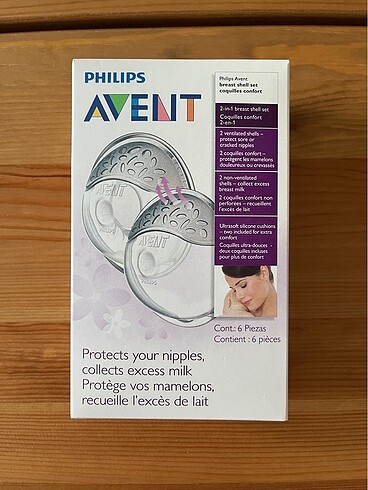 PHILIPS
AVENT
Philips Avent
breast shell set
coquilles confort
2-in-1 breast shell set
Coquilles confort
2-en-1
2 ventilated shells –
protect sore or
cracked nipples
2 coquilles confort –
protègent les mamelons
douloureux ou crevassés
2 non-ventilated
shells – collect excess
breast milk
2 coquilles confort non
perforées – recueillent
l'excès de lait
Ultrasoft silicone cushions
– two included for extra
comfort
Coquilles ultra-douces -
deux coquilles incluses
pour plus de confort
AVENT
AVENT
PHILIPS
Cont.: 6 Piezas
Contient : 6 pièces
Protects your nipples,
collects excess milk
Protège vos mamelons,
recueille l'excès de lait